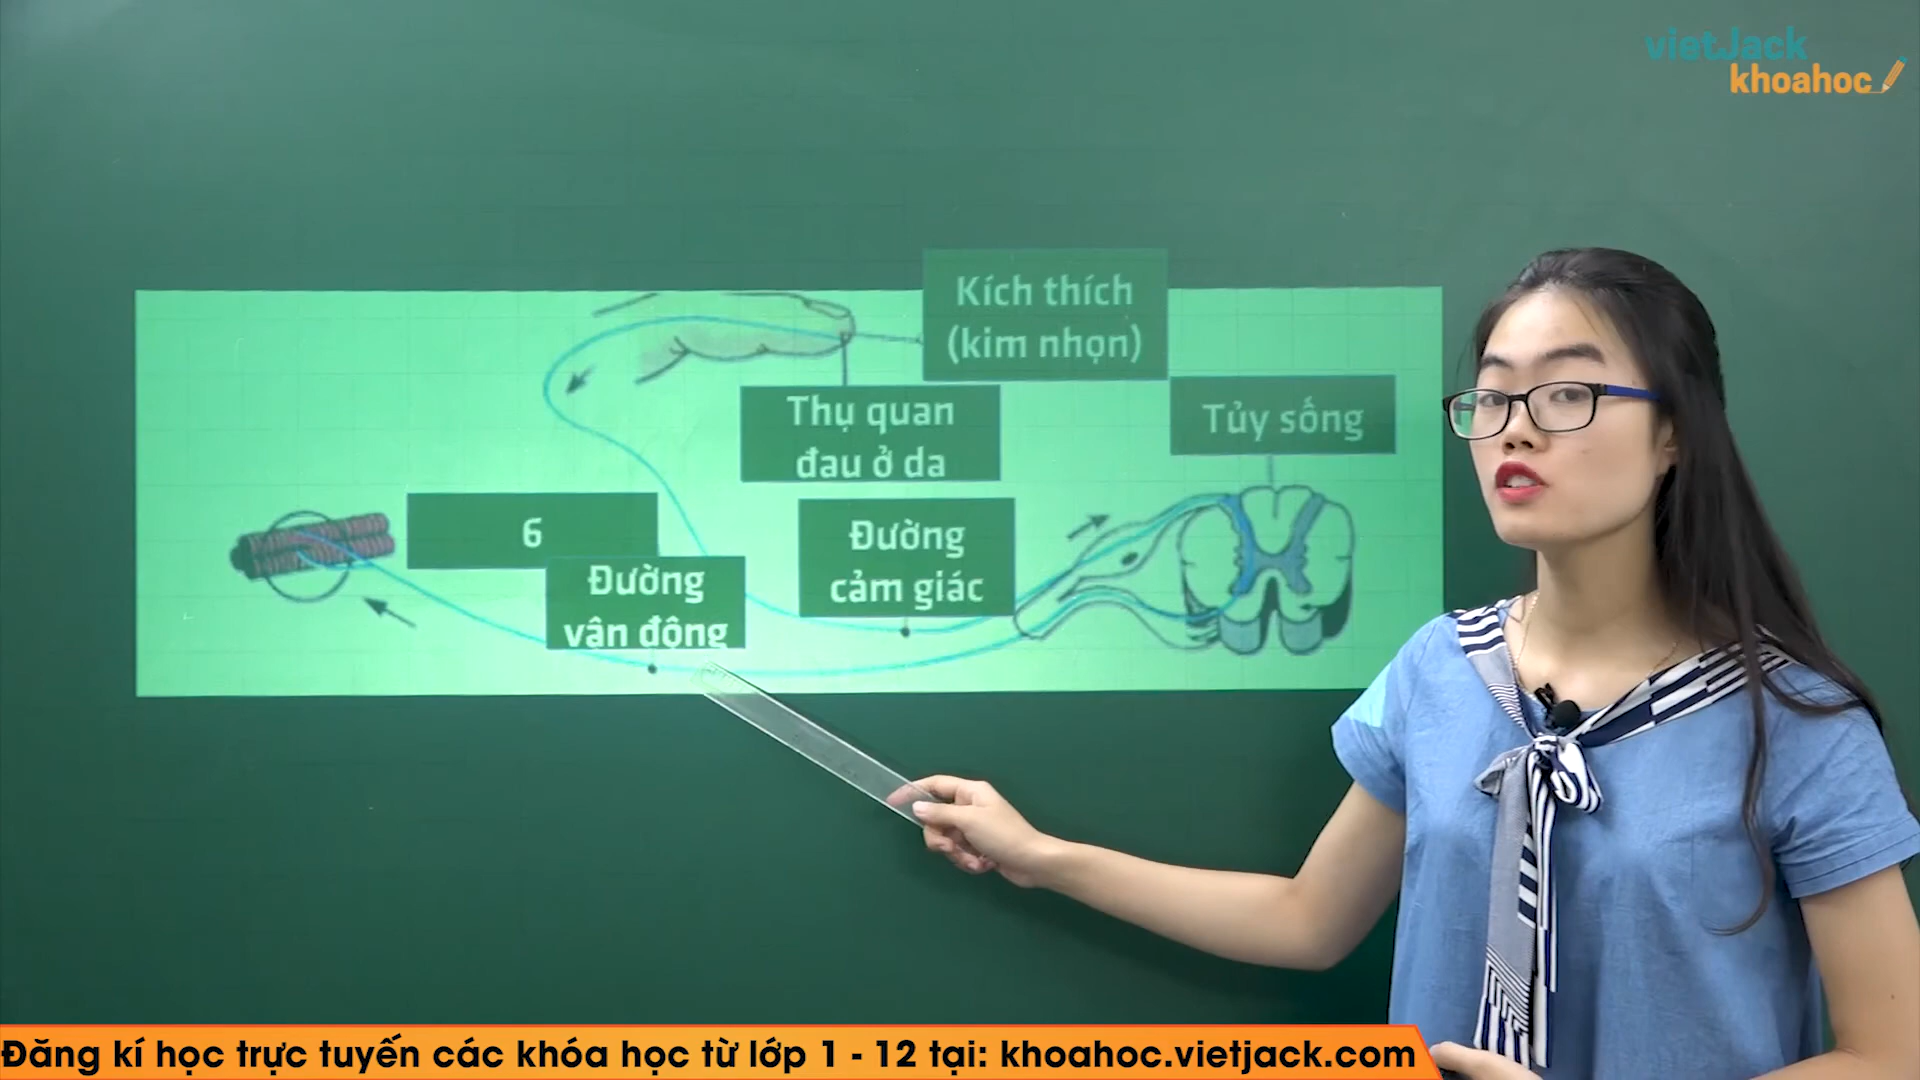 vietJack
khoahoc
Kích thích
(kim nhọn)
Thụ quan
đau ở da
Tủy sống
6
Đường
cảm giác
Đường
vận động
Đăng kí học trực tuyến các khóa học từ lớp 1 - 12 tại: khoahoc.vietjack.com